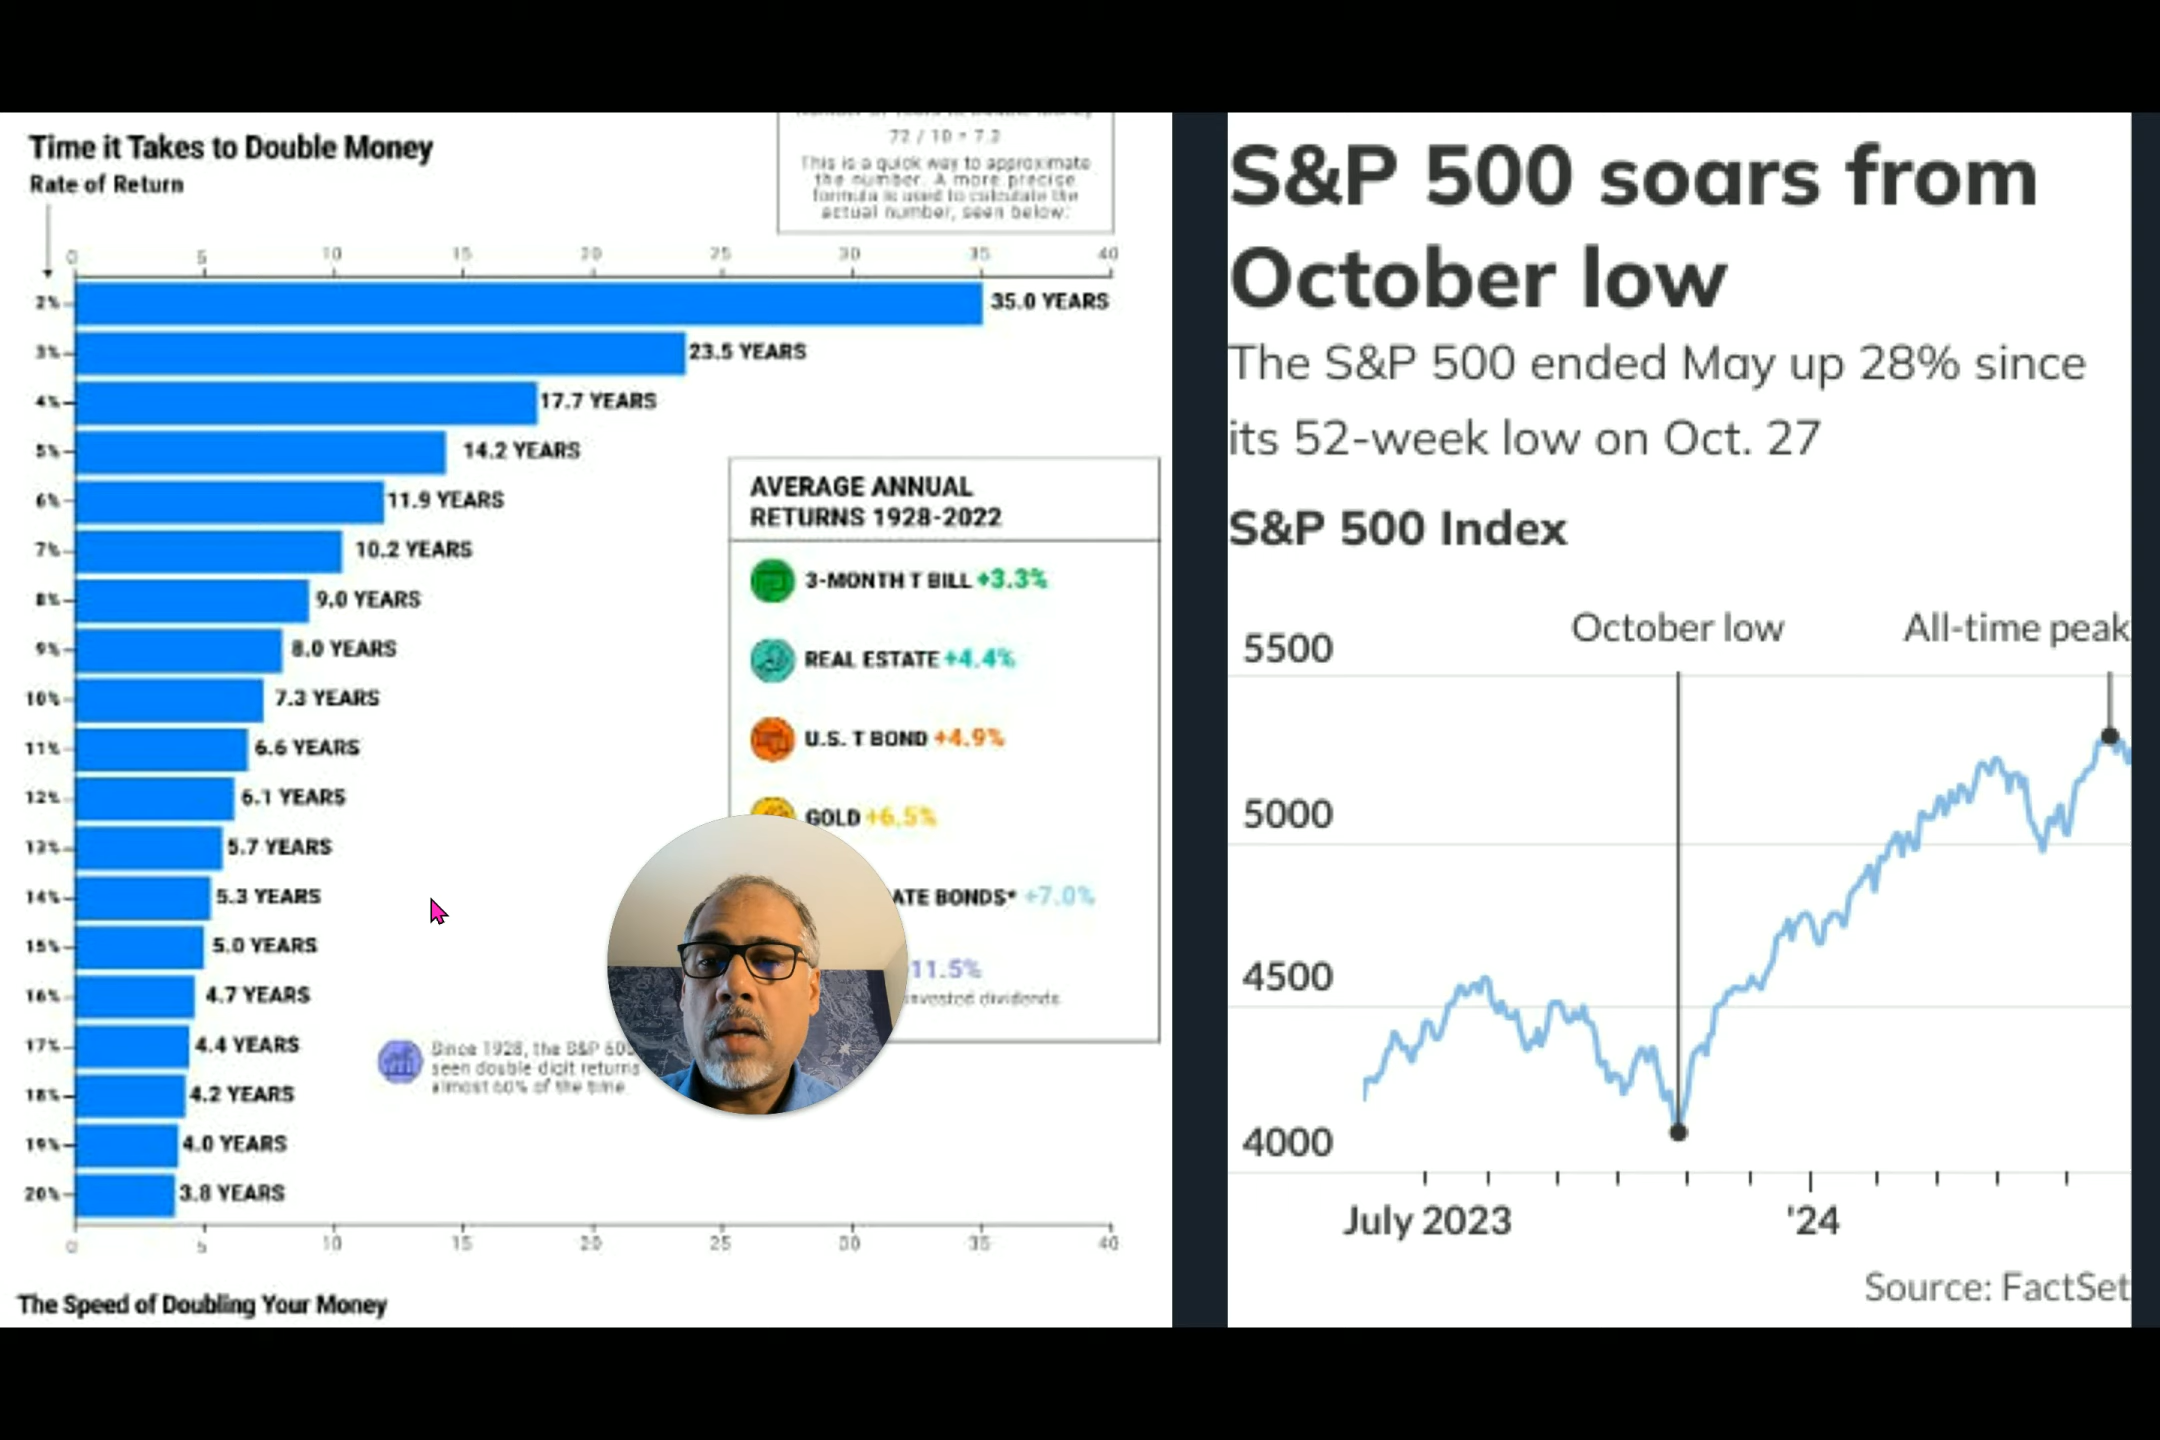 Time it Takes to Double Money
Rate of Return
72 / 10 = 7.2
This is a quick way to approximate
the number. A more precise
formula is used to calculate the
actual number, seen below:
0 5 10 15 20 25 30 35 40
2% 35.0 YEARS
3% 23.5 YEARS
4% 17.7 YEARS
5% 14.2 YEARS
6% 11.9 YEARS
7% 10.2 YEARS
8% 9.0 YEARS
9% 8.0 YEARS
10% 7.3 YEARS
11% 6.6 YEARS
12% 6.1 YEARS
13% 5.7 YEARS
14% 5.3 YEARS
15% 5.0 YEARS
16% 4.7 YEARS
17% 4.4 YEARS
18% 4.2 YEARS
19% 4.0 YEARS
20% 3.8 YEARS
0 5 10 15 20 25 30 35 40
AVERAGE ANNUAL
RETURNS 1928-2022
3-MONTH T BILL +3.3%
REAL ESTATE +4.4%
U.S. T BOND +4.9%
GOLD +6.5%
ATE BONDS* +7.0%
11.5%
invested dividends
Since 1928, the S&P 500
seen double digit returns
almost 60% of the time
The Speed of Doubling Your Money
S&P 500 soars from
October low
The S&P 500 ended May up 28% since
its 52-week low on Oct. 27
S&P 500 Index
October low All-time peak
5500
5000
4500
4000
July 2023 '24
Source: FactSet